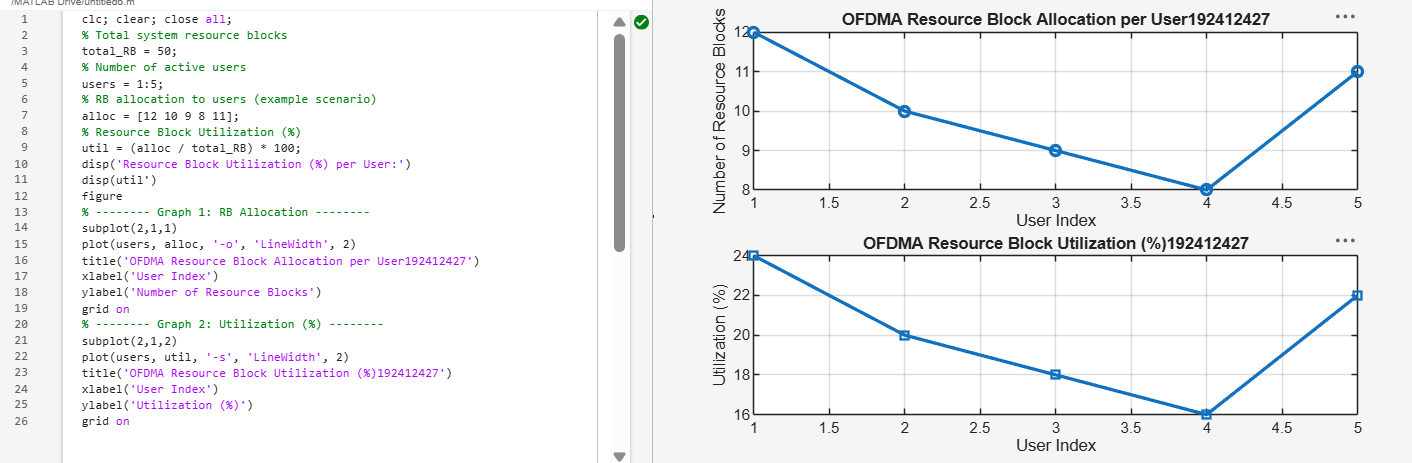 /MATLAB Drive/untitled6.m
1 clc; clear; close all;
2 % Total system resource blocks
3 total_RB = 50;
4 % Number of active users
5 users = 1:5;
6 % RB allocation to users (example scenario)
7 alloc = [12 10 9 8 11];
8 % Resource Block Utilization (%)
9 util = (alloc / total_RB) * 100;
10 disp('Resource Block Utilization (%) per User:')
11 disp(util')
12 figure
13 % -------- Graph 1: RB Allocation --------
14 subplot(2,1,1)
15 plot(users, alloc, '-o', 'LineWidth', 2)
16 title('OFDMA Resource Block Allocation per User192412427')
17 xlabel('User Index')
18 ylabel('Number of Resource Blocks')
19 grid on
20 % -------- Graph 2: Utilization (%) --------
21 subplot(2,1,2)
22 plot(users, util, '-s', 'LineWidth', 2)
23 title('OFDMA Resource Block Utilization (%)192412427')
24 xlabel('User Index')
25 ylabel('Utilization (%)')
26 grid on
OFDMA Resource Block Allocation per User192412427
Number of Resource Blocks
12
11
10
9
8
1 1.5 2 2.5 3 3.5 4 4.5 5
User Index
OFDMA Resource Block Utilization (%)192412427
Utilization (%)
24
22
20
18
16
1 1.5 2 2.5 3 3.5 4 4.5 5
User Index